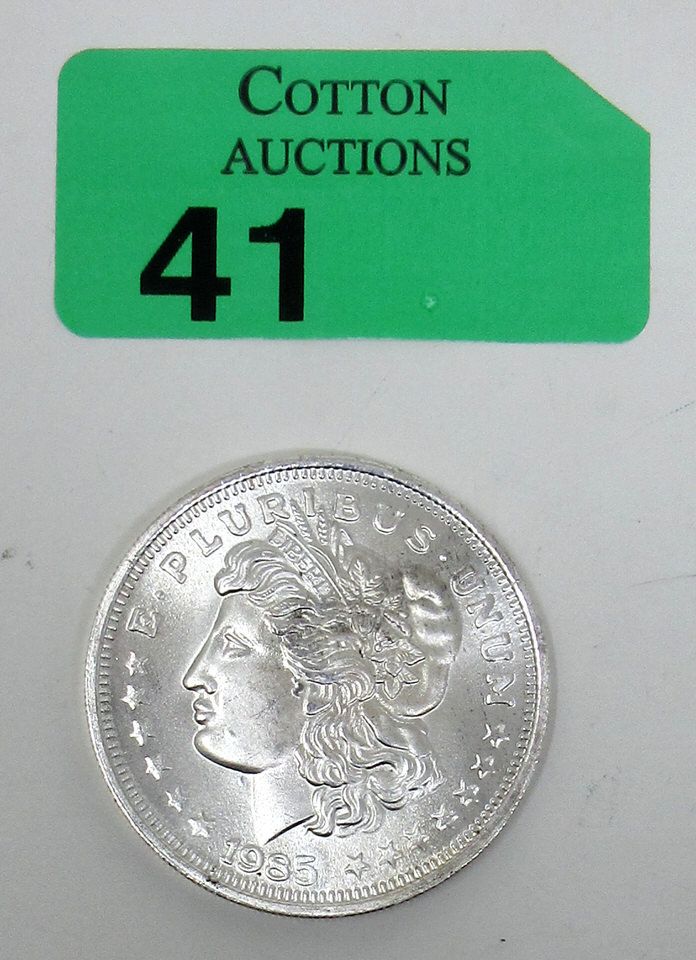 COTTON
AUCTIONS
41
E·PLURIBUS·UNUM
LIBERTY
1985